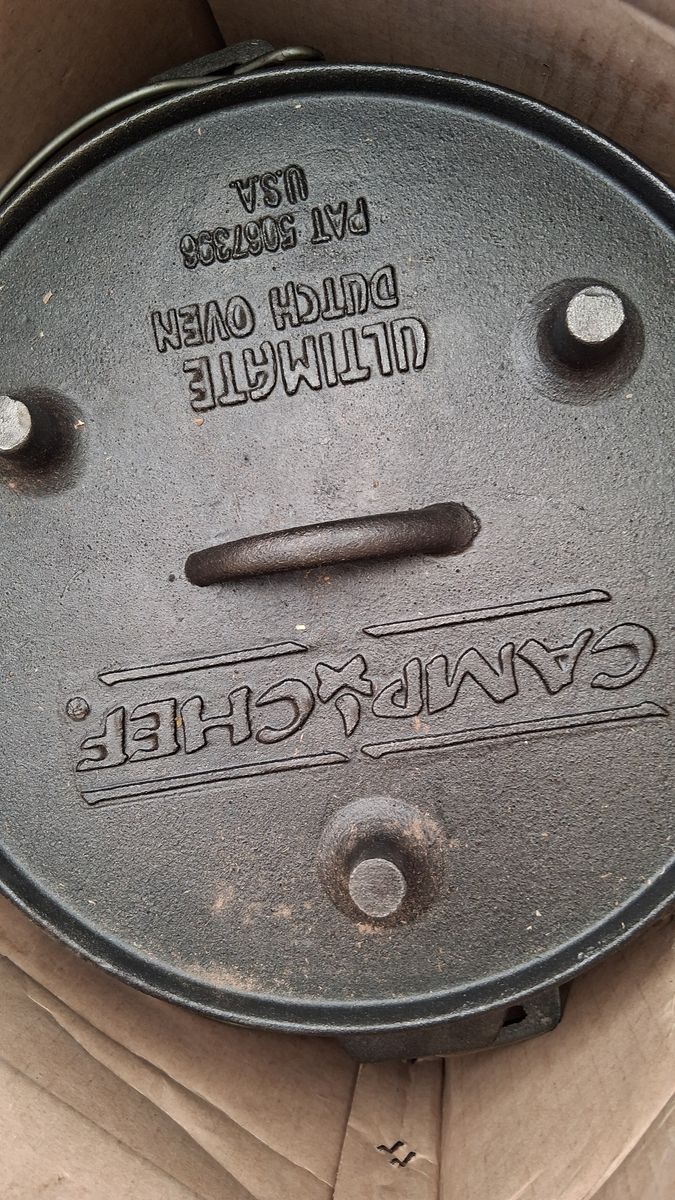 CAMP CHEF®
ULTIMATE
DUTCH OVEN
PAT 5067396
U.S.A.